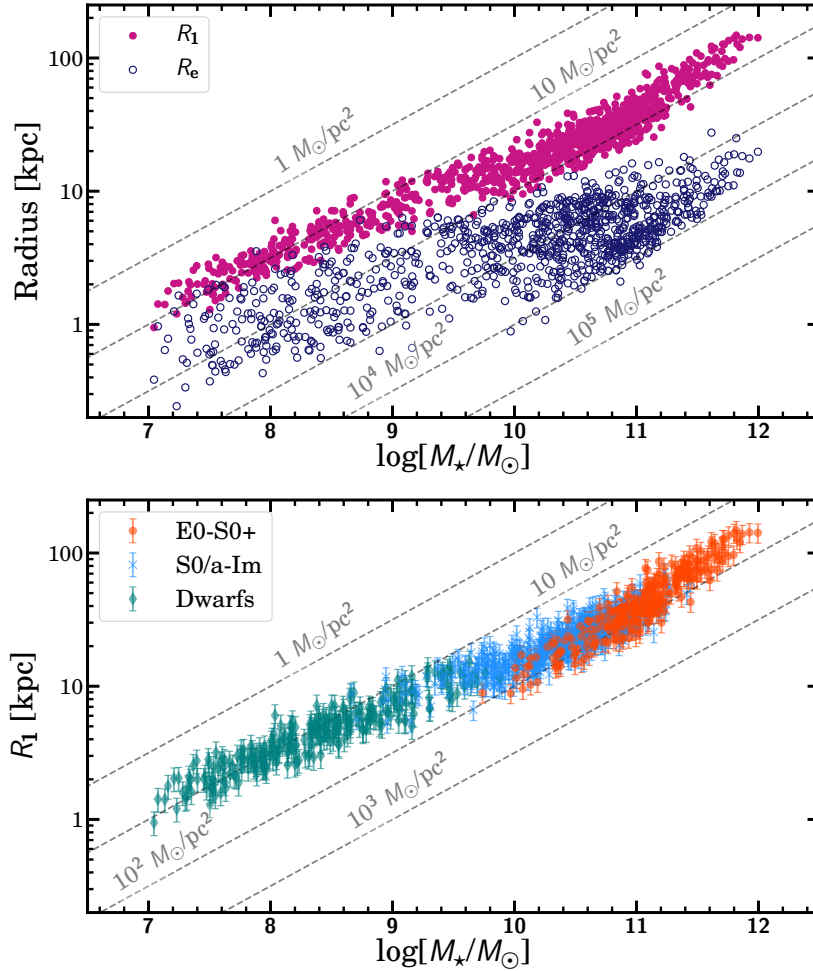 100
10
1
Radius [kpc]
R₁
Rₑ
1 M⊙/pc²
10 M⊙/pc²
10⁴ M⊙/pc²
10⁵ M⊙/pc²
7 8 9 10 11 12
log[M⋆/M⊙]
100
10
1
R₁ [kpc]
E0-S0+
S0/a-Im
Dwarfs
1 M⊙/pc²
10 M⊙/pc²
10² M⊙/pc²
10³ M⊙/pc²
7 8 9 10 11 12
log[M⋆/M⊙]